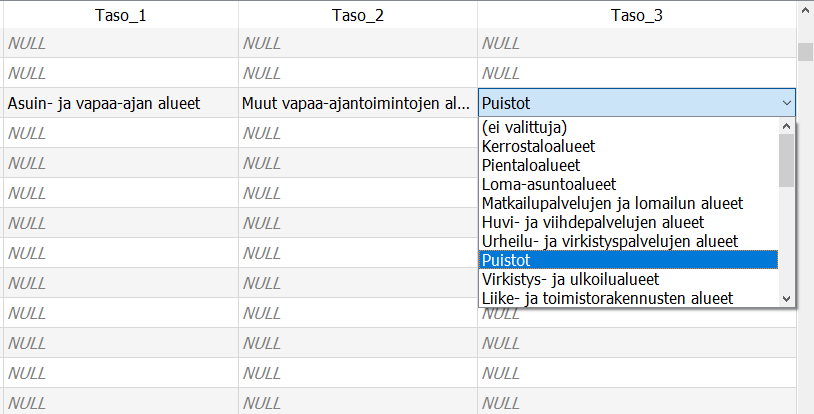 Taso_1 Taso_2 Taso_3
NULL NULL NULL
NULL NULL NULL
Asuin- ja vapaa-ajan alueet Muut vapaa-ajantoimintojen al... Puistot
NULL NULL (ei valittuja)
Kerrostaloalueet
NULL NULL Pientaloalueet
Loma-asuntoalueet
NULL NULL Matkailupalvelujen ja lomailun alueet
NULL NULL Huvi- ja viihdepalvelujen alueet
Urheilu- ja virkistyspalvelujen alueet
NULL NULL Puistot
NULL NULL Virkistys- ja ulkoilualueet
Liike- ja toimistorakennusten alueet
NULL NULL NULL
NULL NULL NULL
NULL NULL NULL
NULL NULL NULL